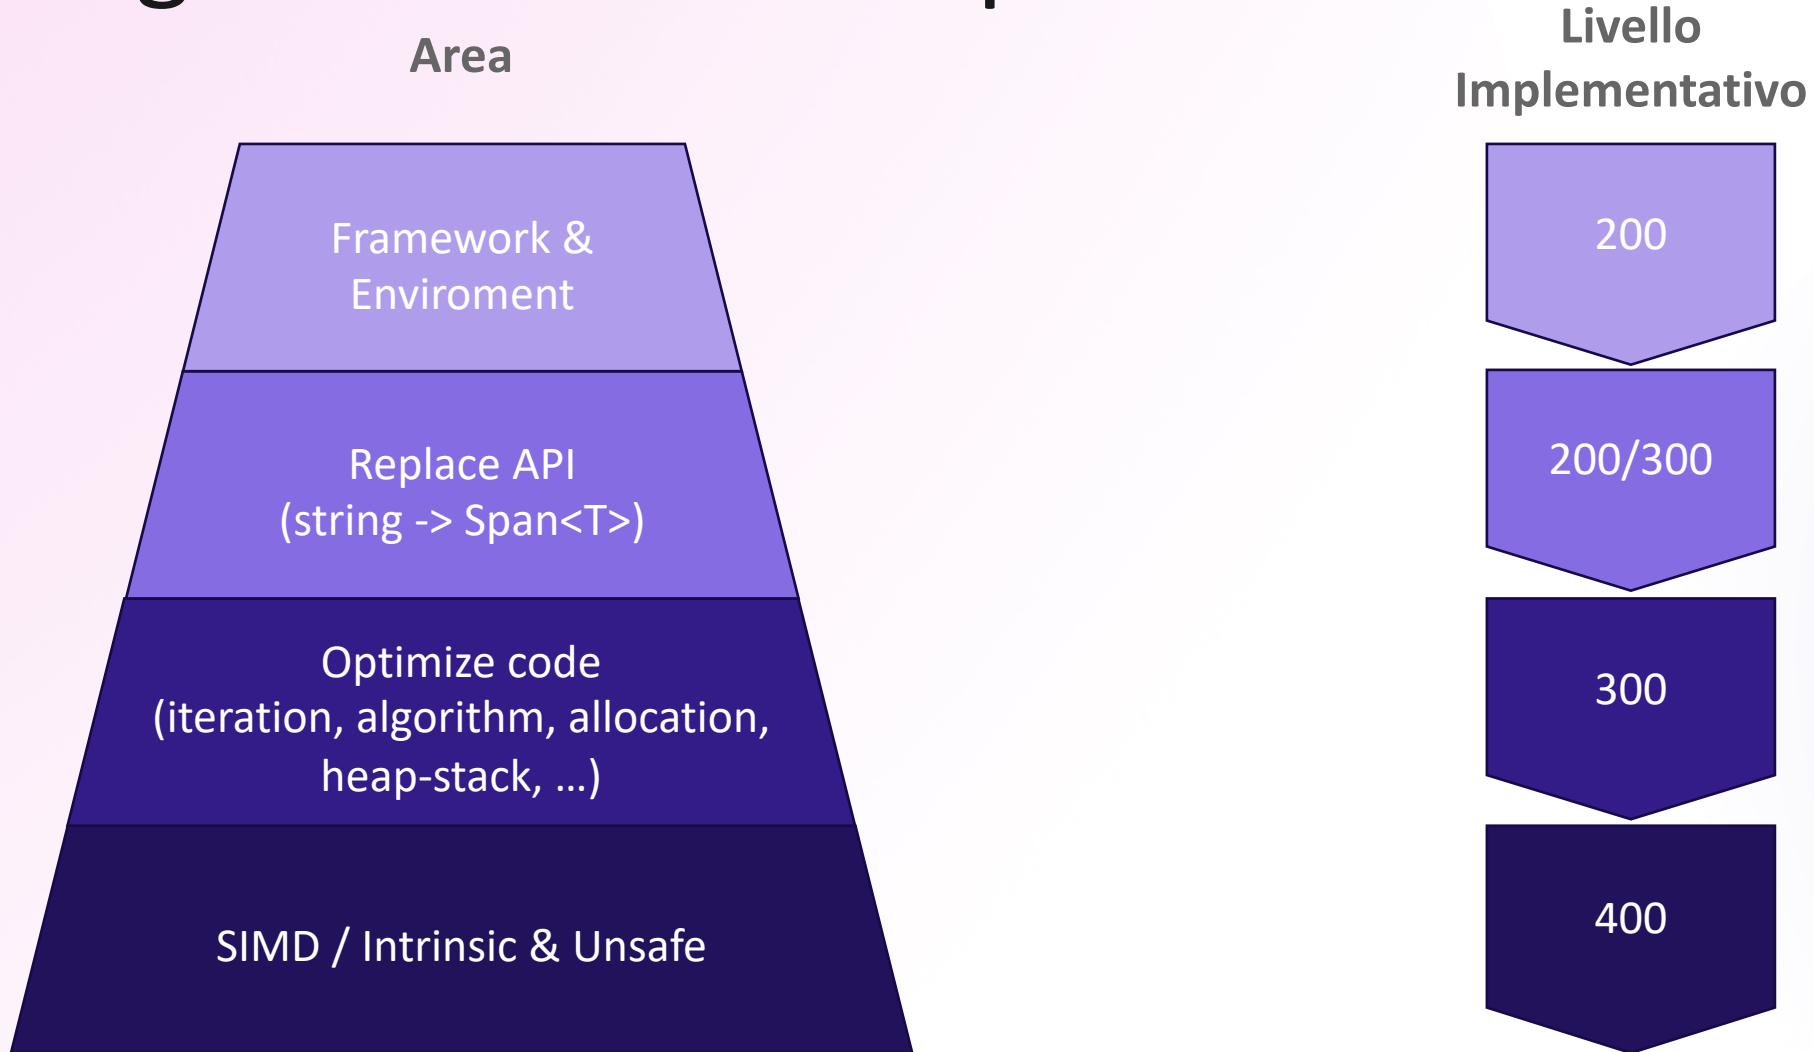 Area
Livello
Implementativo
Framework &
Enviroment
200
Replace API
(string -> Span<T>)
200/300
Optimize code
(iteration, algorithm, allocation,
heap-stack, …)
300
SIMD / Intrinsic & Unsafe
400